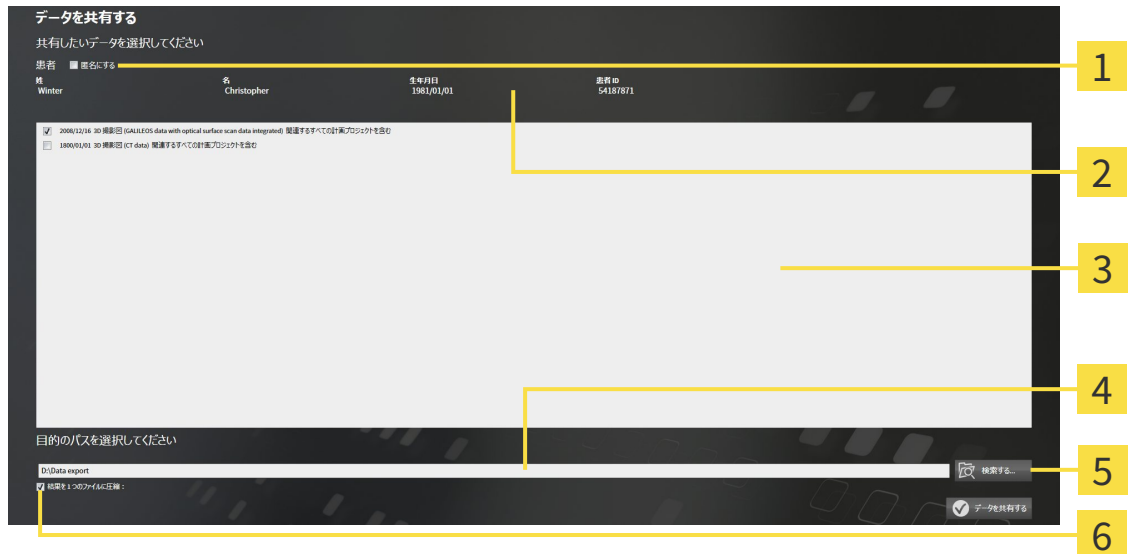 データを共有する
共有したいデータを選択してください
患者 匿名にする
1
姓 名 生年月日 患者 ID
Winter Christopher 1981/01/01 54187871
2008/12/16 3D 撮影図 (GALILEOS data with optical surface scan data integrated) 関連するすべての計画プロジェクトを含む
1800/01/01 3D 撮影図 (CT data) 関連するすべての計画プロジェクトを含む
2
3
4
目的のパスを選択してください
D:\Data export 検索する...
5
結果を1つのファイルに圧縮：
データを共有する
6